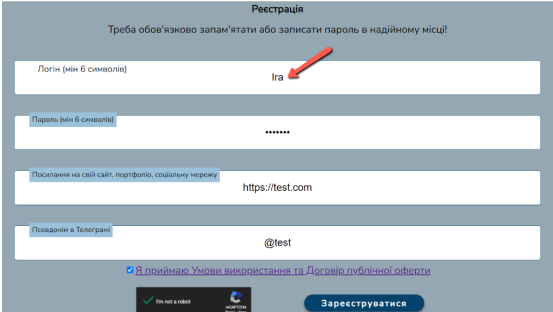 Реєстрація
Треба обов'язково запам'ятати або записати пароль в надійному місці!
Логін (мін 6 символів)
Ira
Пароль (мін 6 символів)
•••••••
Посилання на свій сайт, портфоліо, соціальну мережу
https://test.com
Псевдонім в Телеграмі
@test
Я приймаю Умови використання та Договір публічної оферти
I'm not a robot
reCAPTCHA
Зареєструватися